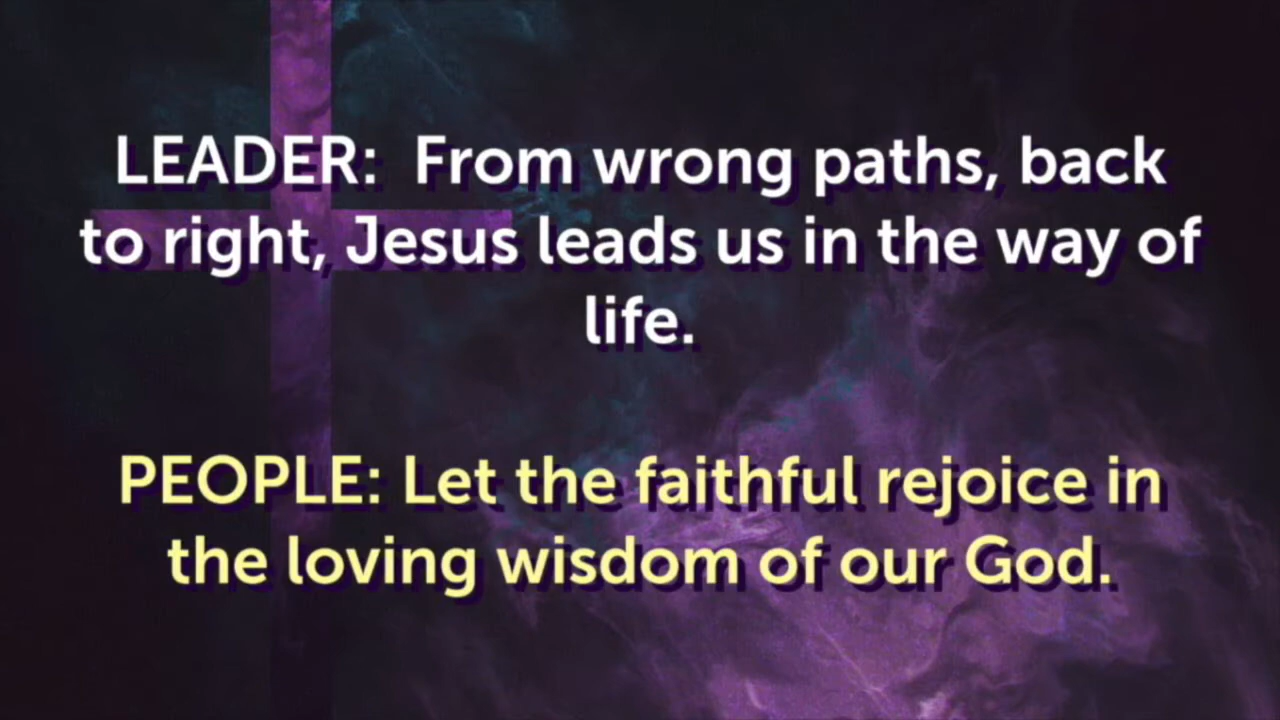 LEADER:  From wrong paths, back
to right, Jesus leads us in the way of
life.
PEOPLE: Let the faithful rejoice in
the loving wisdom of our God.